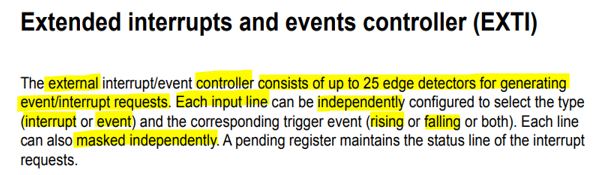 Extended interrupts and events controller (EXTI)
The external interrupt/event controller consists of up to 25 edge detectors for generating
event/interrupt requests. Each input line can be independently configured to select the type
(interrupt or event) and the corresponding trigger event (rising or falling or both). Each line
can also masked independently. A pending register maintains the status line of the interrupt
requests.